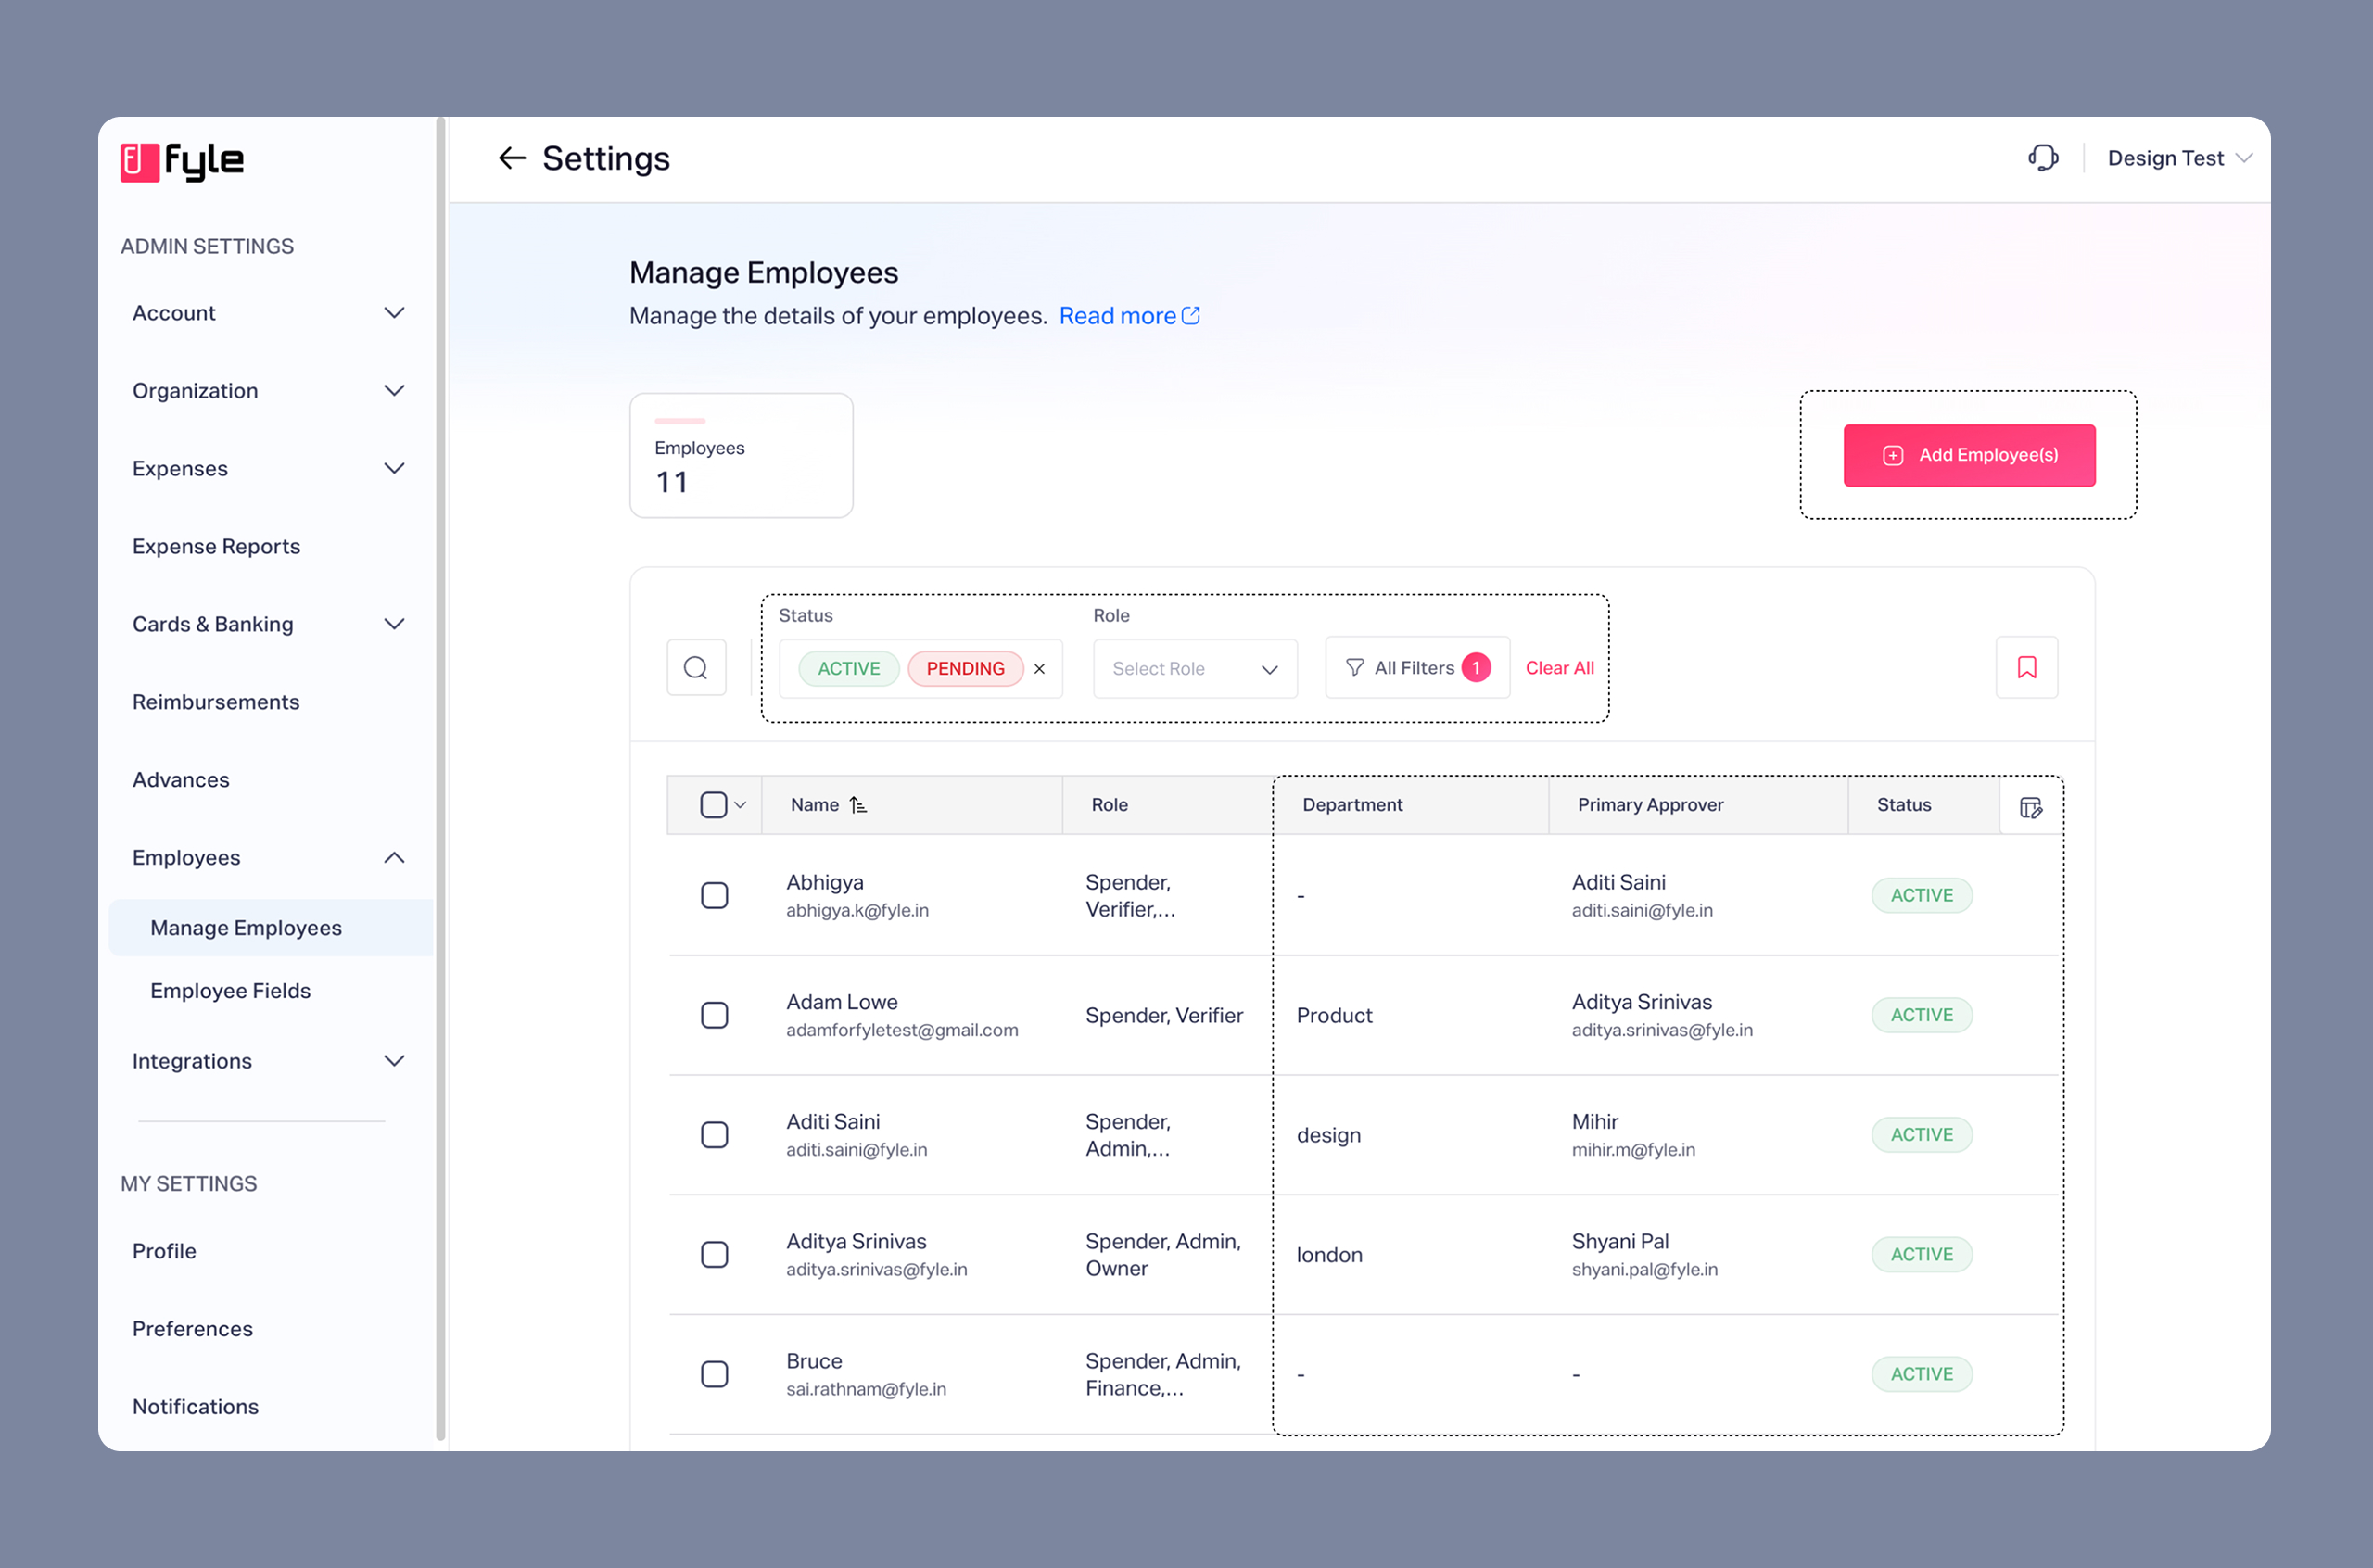 fyle
ADMIN SETTINGS
Account
Organization
Expenses
Expense Reports
Cards & Banking
Reimbursements
Advances
Employees
Manage Employees
Employee Fields
Integrations
MY SETTINGS
Profile
Preferences
Notifications
Settings
Design Test
Manage Employees
Manage the details of your employees. Read more
Employees
11
Add Employee(s)
Status
Role
ACTIVE PENDING
Select Role
All Filters 1
Clear All
Name Role Department Primary Approver Status
Abhigya
abhigya.k@fyle.in
Spender,
Verifier,...
-
Aditi Saini
aditi.saini@fyle.in
ACTIVE
Adam Lowe
adamforfyletest@gmail.com
Spender, Verifier
Product
Aditya Srinivas
aditya.srinivas@fyle.in
ACTIVE
Aditi Saini
aditi.saini@fyle.in
Spender,
Admin,...
design
Mihir
mihir.m@fyle.in
ACTIVE
Aditya Srinivas
aditya.srinivas@fyle.in
Spender, Admin,
Owner
london
Shyani Pal
shyani.pal@fyle.in
ACTIVE
Bruce
sai.rathnam@fyle.in
Spender, Admin,
Finance,...
-
-
ACTIVE